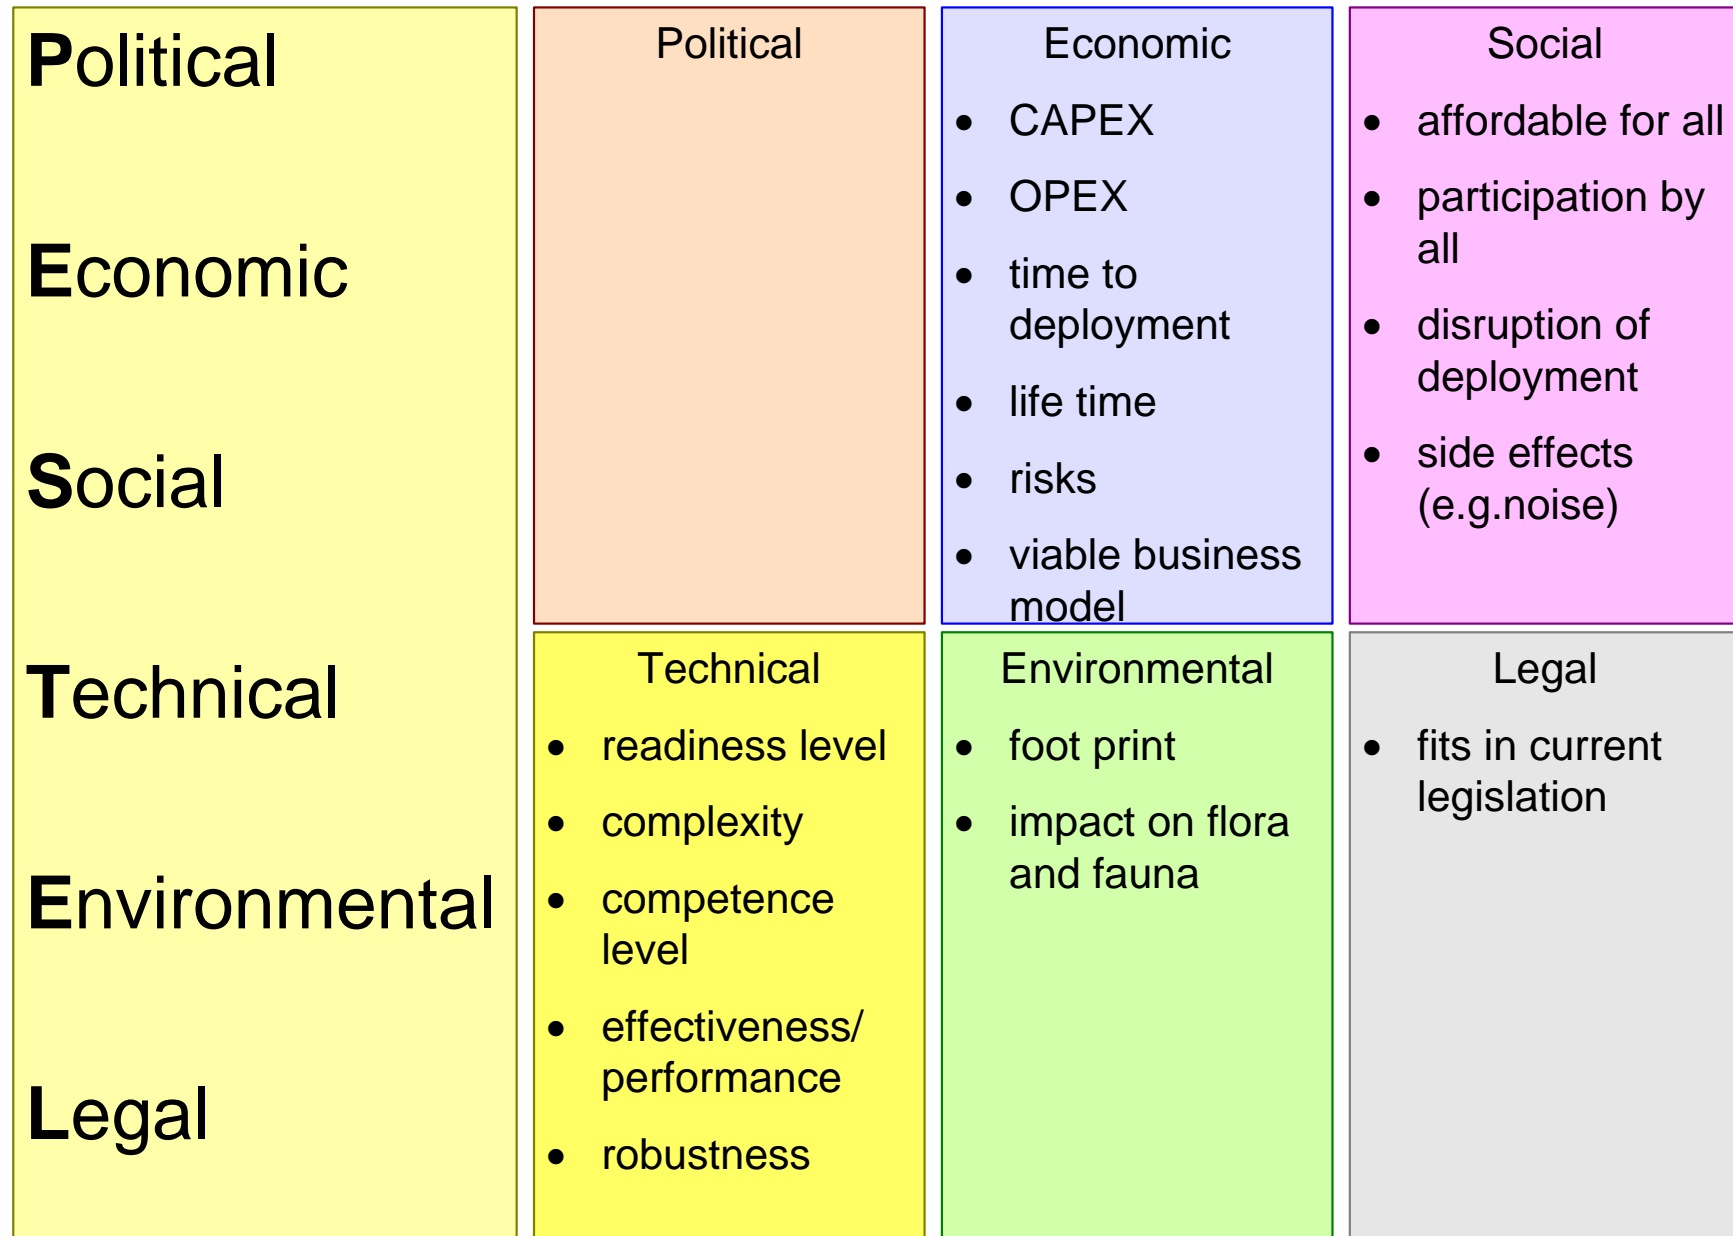 Political
Economic
Social
Technical
Environmental
Legal
Political
Economic
• CAPEX
• OPEX
• time to
deployment
• life time
• risks
• viable business
model
Social
• affordable for all
• participation by
all
• disruption of
deployment
• side effects
(e.g.noise)
Technical
• readiness level
• complexity
• competence
level
• effectiveness/
performance
• robustness
Environmental
• foot print
• impact on flora
and fauna
Legal
• fits in current
legislation